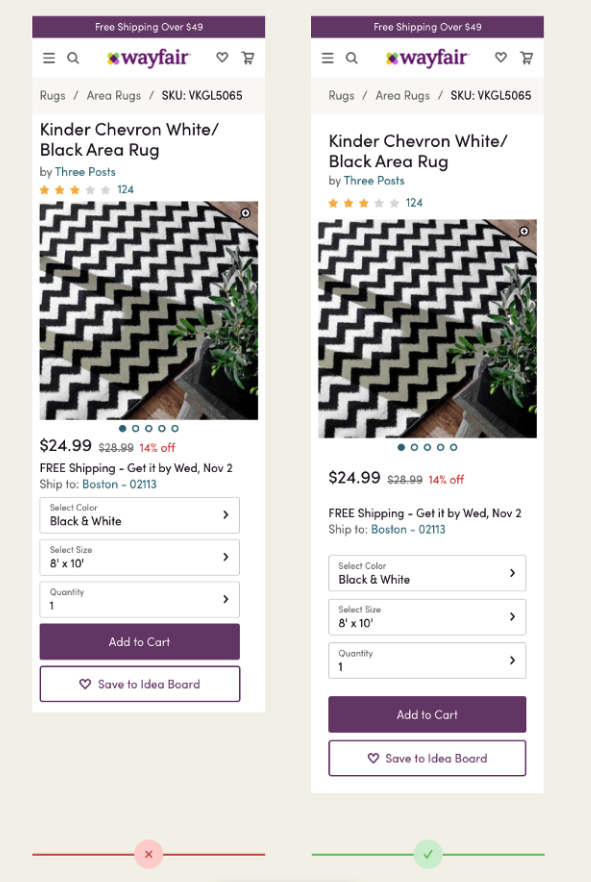 Free Shipping Over $49
wayfair
Rugs / Area Rugs / SKU: VKGL5065
Kinder Chevron White/
Black Area Rug
by Three Posts
124
$24.99 $28.99 14% off
FREE Shipping - Get it by Wed, Nov 2
Ship to: Boston - 02113
Select Color
Black & White
Select Size
8' x 10'
Quantity
1
Add to Cart
Save to Idea Board
Free Shipping Over $49
wayfair
Rugs / Area Rugs / SKU: VKGL5065
Kinder Chevron White/
Black Area Rug
by Three Posts
124
$24.99 $28.99 14% off
FREE Shipping - Get it by Wed, Nov 2
Ship to: Boston - 02113
Select Color
Black & White
Select Size
8' x 10'
Quantity
1
Add to Cart
Save to Idea Board